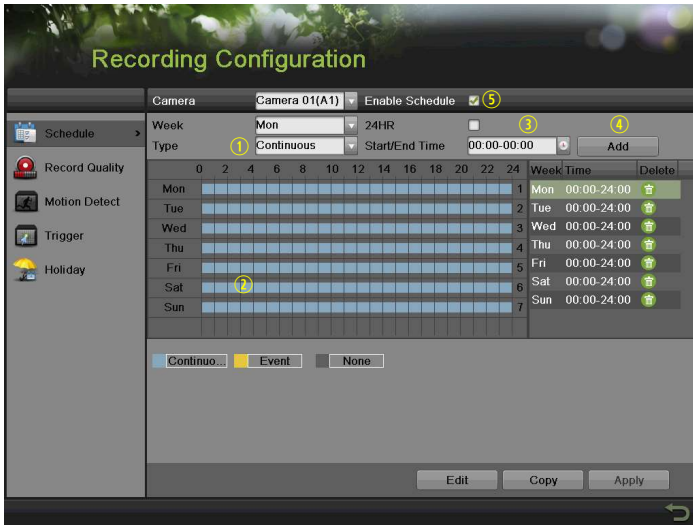 Recording Configuration
Camera Camera 01(A1) Enable Schedule ⑤
Schedule >
Record Quality
Motion Detect
Trigger
Holiday
Week Mon 24HR ③ ④
Type ① Continuous Start/End Time 00:00-00:00 Add
0 2 4 6 8 10 12 14 16 18 20 22 24 Week Time Delete
Mon 1 Mon 00:00-24:00
Tue 2 Tue 00:00-24:00
Wed 3 Wed 00:00-24:00
Thu 4 Thu 00:00-24:00
Fri 5 Fri 00:00-24:00
Sat ② 6 Sat 00:00-24:00
Sun 7 Sun 00:00-24:00
Continuo... Event None
Edit Copy Apply